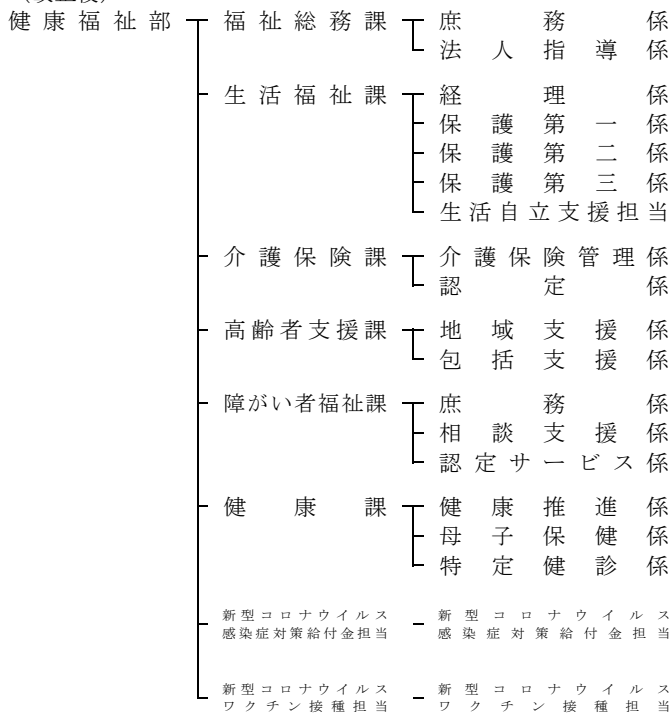 健康福祉部 福祉総務課 庶務係
法人指導係
生活福祉課 経理係
保護第一係
保護第二係
保護第三係
生活自立支援担当
介護保険課 介護保険管理係
認定係
高齢者支援課 地域支援係
包括支援係
障がい者福祉課 庶務係
相談支援係
認定サービス係
健康課 健康推進係
母子保健係
特定健診係
新型コロナウイルス 新型コロナウイルス
感染症対策給付金担当 感染症対策給付金担当
新型コロナウイルス 新型コロナウイルス
ワクチン接種担当 ワクチン接種担当